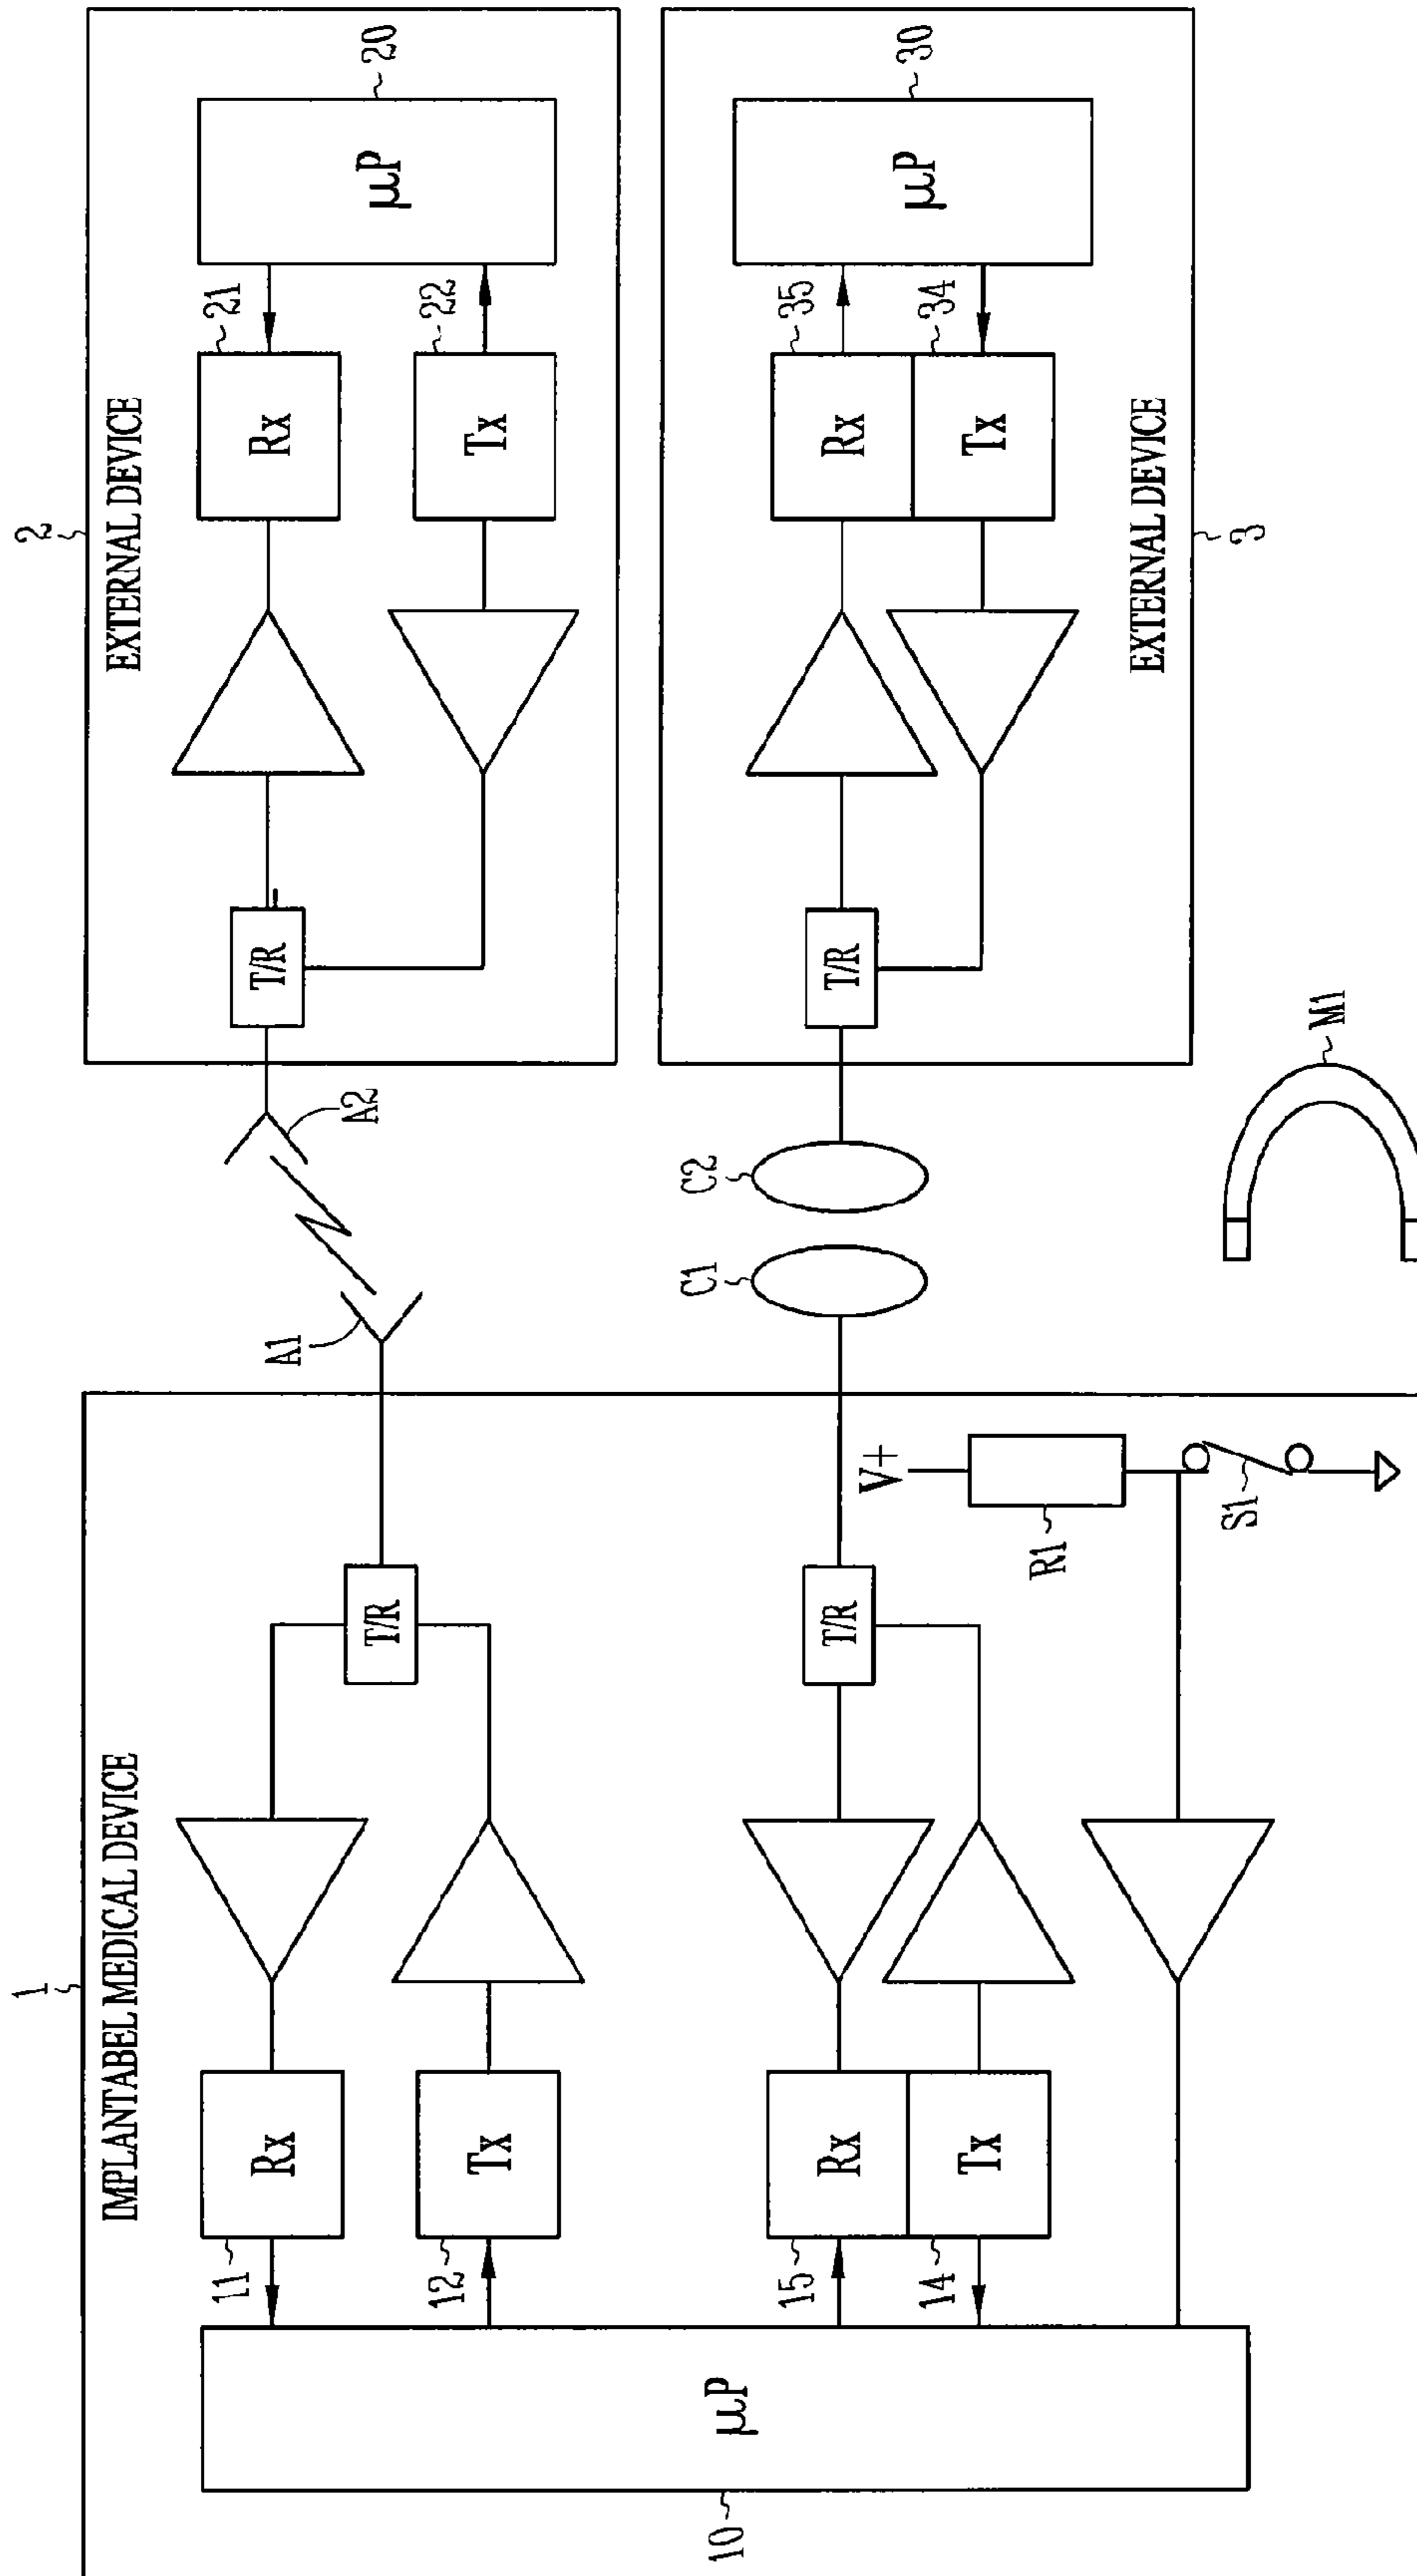 1
IMPLANTABEL MEDICAL DEVICE
10
µP
11
Rx
12
Tx
T/R
A1
15
Rx
14
Tx
T/R
C1
V+
R1
S1
A2
2
EXTERNAL DEVICE
T/R
21
Rx
22
Tx
20
µP
C2
T/R
35
Rx
34
Tx
30
µP
EXTERNAL DEVICE
3
M1